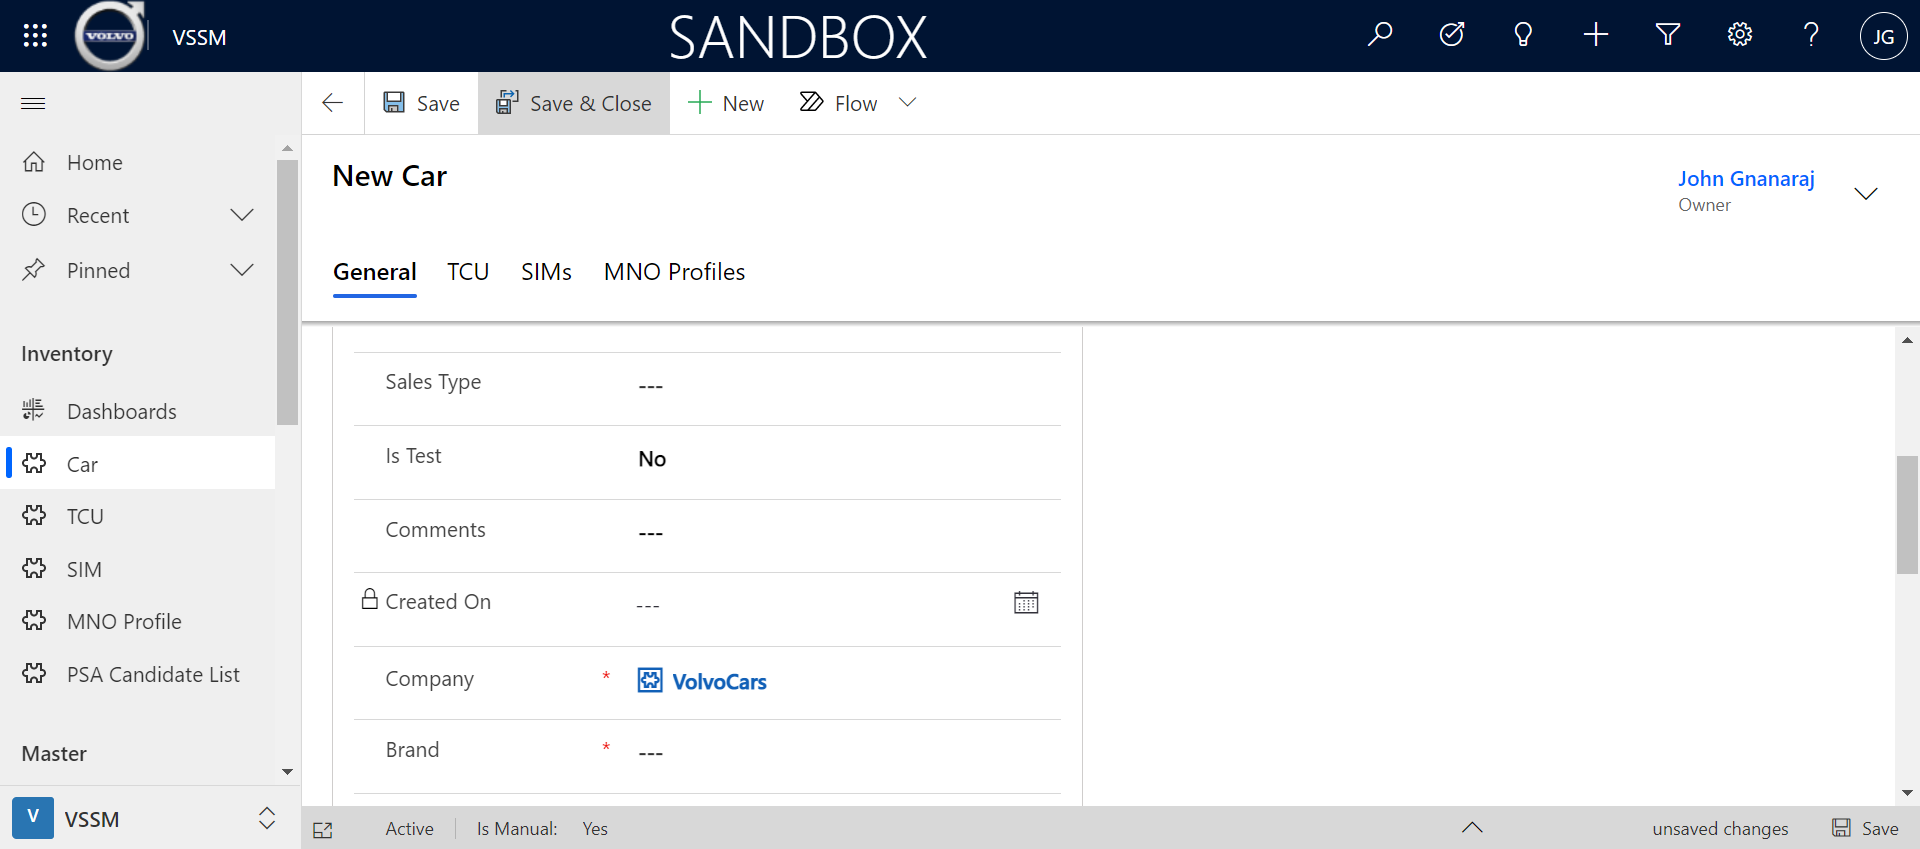 VOLVO
VSSM
SANDBOX
JG
Save
Save & Close
New
Flow
Home
Recent
Pinned
Inventory
Dashboards
Car
TCU
SIM
MNO Profile
PSA Candidate List
Master
V
VSSM
New Car
John Gnanaraj
Owner
General
TCU
SIMs
MNO Profiles
Sales Type
---
Is Test
No
Comments
---
Created On
---
Company * VolvoCars
Brand * ---
Active
Is Manual: Yes
unsaved changes
Save